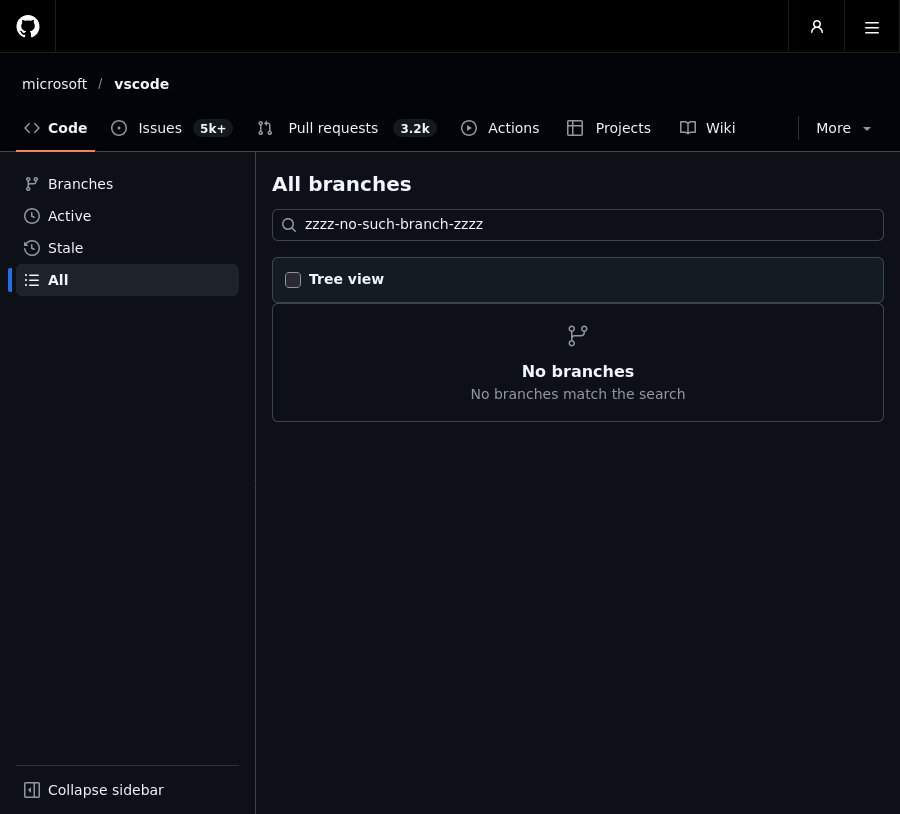 microsoft / vscode
Code Issues 5k+ Pull requests 3.2k Actions Projects Wiki More
Branches
Active
Stale
All
Collapse sidebar
All branches
zzzz-no-such-branch-zzzz
Tree view
No branches
No branches match the search